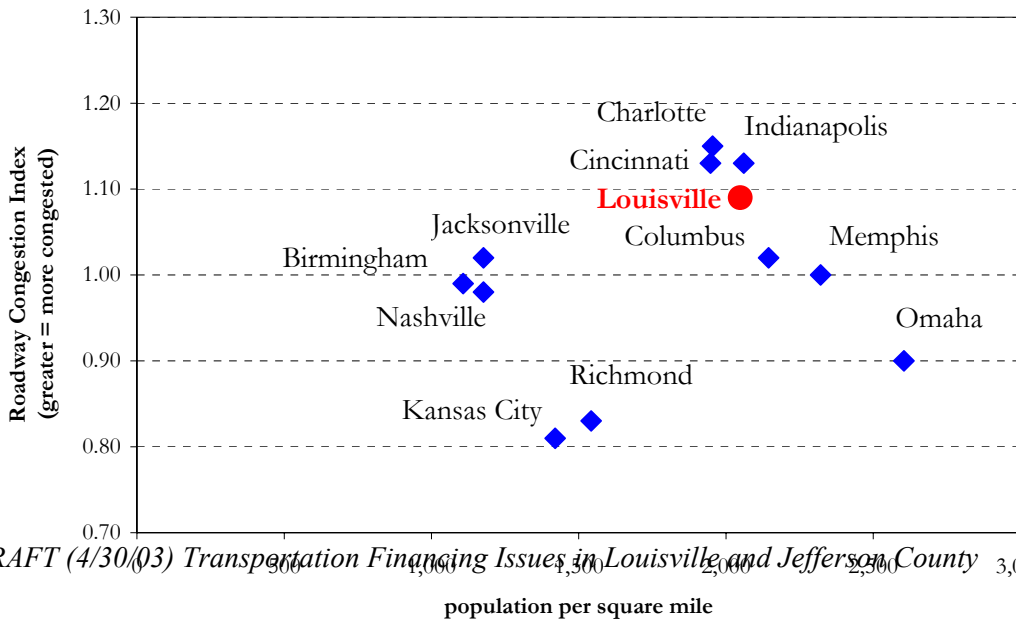 1.30
1.20
Charlotte
Indianapolis
Cincinnati
1.10
Louisville
Jacksonville
Columbus
Memphis
Birmingham
1.00
Nashville
Omaha
0.90
Richmond
Kansas City
0.80
0.70
Roadway Congestion Index
(greater = more congested)
RAFT (4/30/03) Transportation Financing Issues in Louisville and Jefferson County
0 500 1,000 1,500 2,000 2,500 3,0
population per square mile